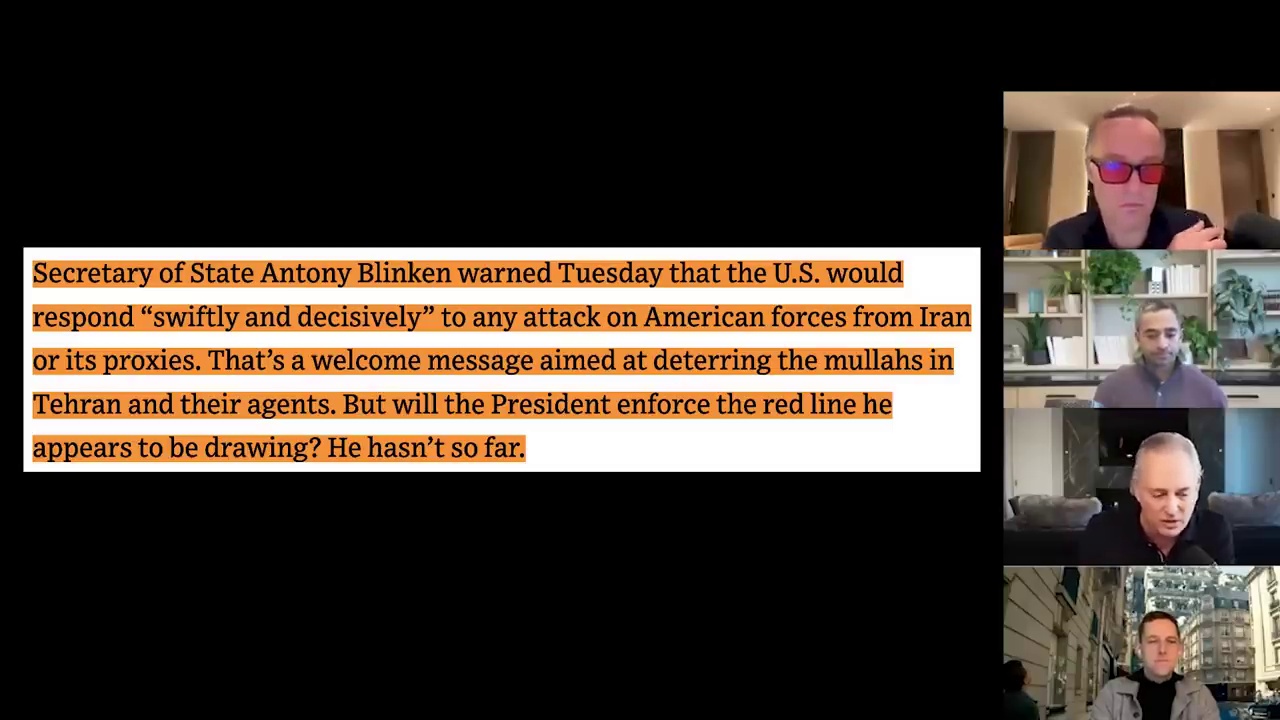 Secretary of State Antony Blinken warned Tuesday that the U.S. would
respond “swiftly and decisively” to any attack on American forces from Iran
or its proxies. That’s a welcome message aimed at deterring the mullahs in
Tehran and their agents. But will the President enforce the red line he
appears to be drawing? He hasn’t so far.